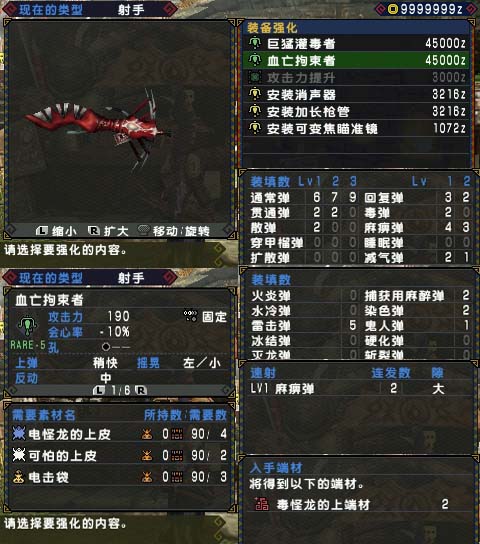 现在的类型 射手
9999999z
装备强化
巨猛灌毒者 45000z
血亡拘束者 45000z
攻击力提升 3000z
安装消声器 3216z
安装加长枪管 3216z
安装可变焦瞄准镜 1072z
L 缩小 R 扩大 移动/旋转
请选择要强化的内容。
装填数 Lv1 2 3 Lv 1 2
通常弹 6 7 9 回复弹 3 2
贯通弹 2 2 0 毒弹 2 0
散弹 2 0 0 麻痹弹 4 3
穿甲榴弹 0 0 0 睡眠弹 0 0
扩散弹 0 0 0 减气弹 2 1
现在的类型 射手
血亡拘束者
攻击力 190 固定
会心率 -10%
RARE-5 孔
上弹 稍快 摇晃 左/小
反动 中
L 1/6 R
需要素材名 所持数 需要数
电怪龙的上皮 0 90/ 4
可怕的上皮 0 90/ 2
电击袋 0 90/ 3
请选择要强化的内容。
装填数
火炎弹 0 捕获用麻醉弹 2
水冷弹 0 染色弹 2
雷击弹 5 鬼人弹 1
冰结弹 0 硬化弹 0
灭龙弹 0 斩裂弹 0
速射 连发数 隙
LV1 麻痹弹 2 大
入手端材
将得到以下的端材。
毒怪龙的上端材 2